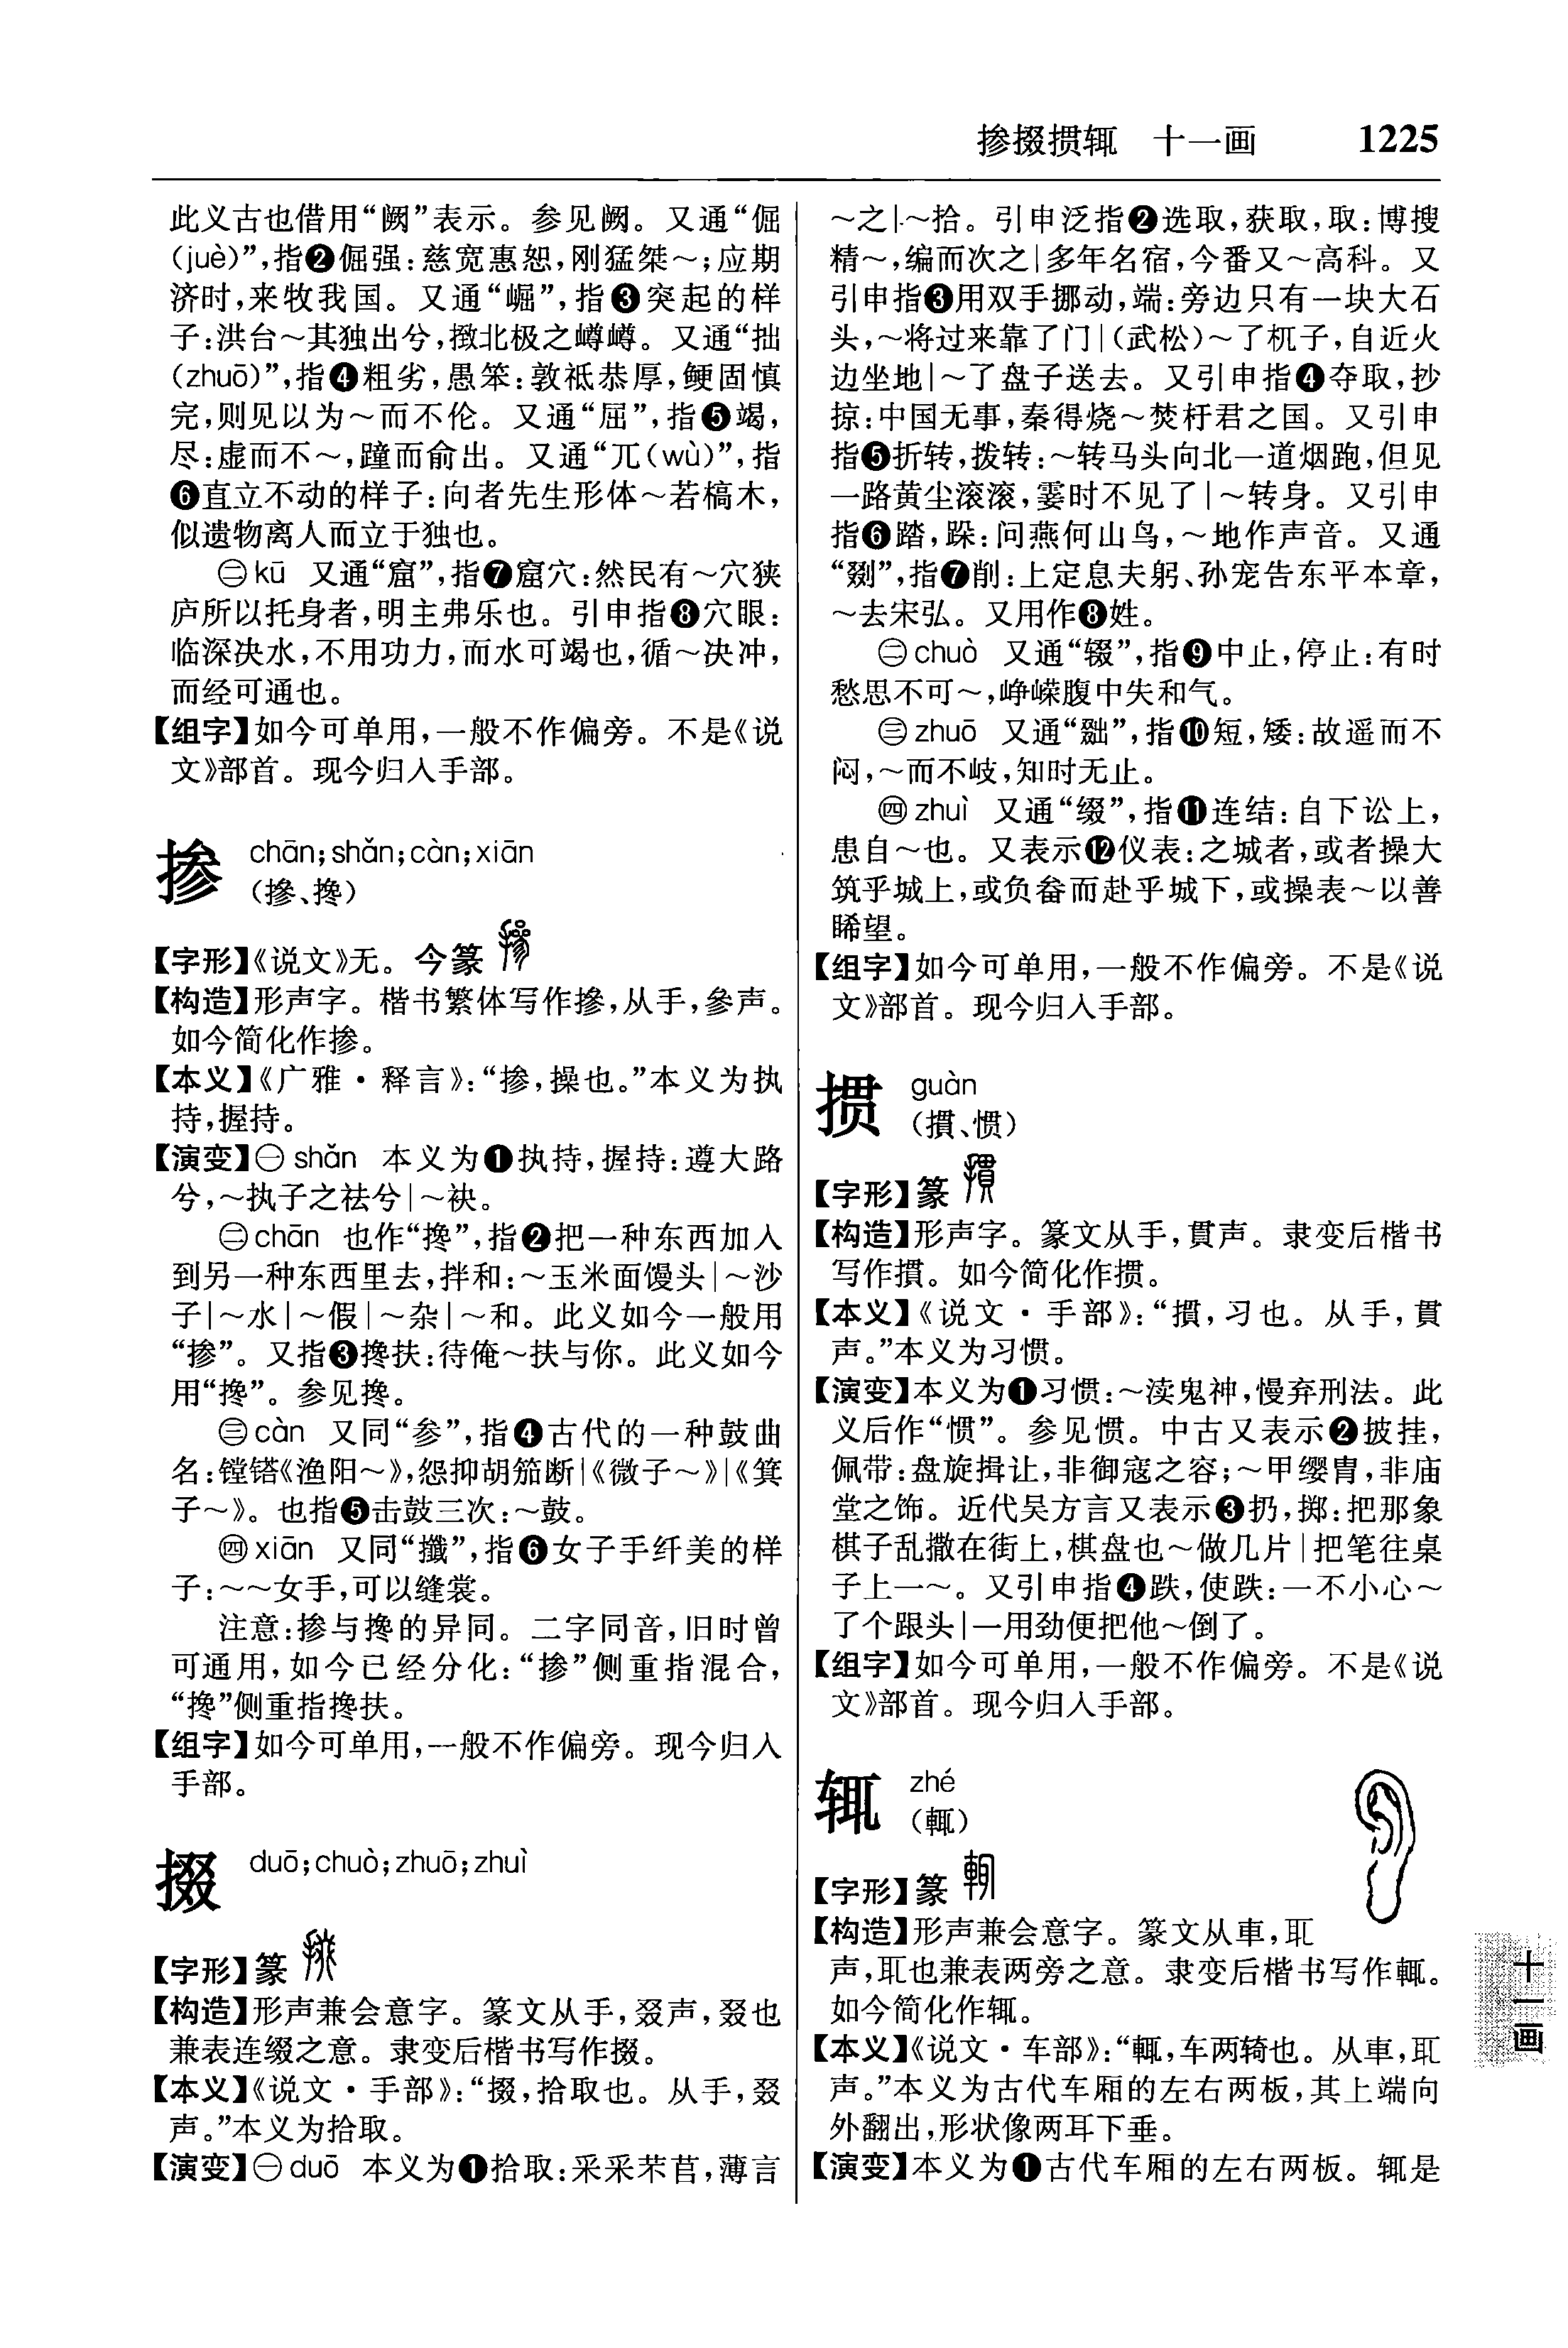 掺掇掼辄 十一画 1225
此义古也借用“阙”表示。参见阙。又通“倔
(juè)”,指❷倔强:慈宽惠恕,刚猛桀～;应期
济时,来牧我国。又通“崛”,指❸突起的样
子:洪台～其独出兮,㨖北极之嶟嶟。又通“拙
(zhuō)”,指❹粗劣,愚笨:敦祗恭厚,鲠固慎
完,则见以为～而不伦。又通“屈”,指❺竭,
尽:虚而不～,蹱而俞出。又通“兀(wù)”,指
❻直立不动的样子:向者先生形体～若槁木,
似遗物离人而立于独也。
㊁kū 又通“窟”,指❼窟穴:然民有～穴狭
庐所以托身者,明主弗乐也。引申指❽穴眼:
临深决水,不用功力,而水可竭也,循～决冲,
而经可通也。
【组字】如今可单用,一般不作偏旁。不是《说
文》部首。现今归入手部。
掺 chān;shǎn;càn;xiān
(摻、搀)
【字形】《说文》无。今篆
【构造】形声字。楷书繁体写作摻,从手,參声。
如今简化作掺。
【本义】《广雅·释言》:“掺,操也。”本义为执
持,握持。
【演变】㊀shǎn 本义为❶执持,握持:遵大路
兮,～执子之祛兮|～袂。
㊁chān 也作“搀”,指❷把一种东西加入
到另一种东西里去,拌和:～玉米面馒头|～沙
子|～水|～假|～杂|～和。此义如今一般用
“掺”。又指❸搀扶:待俺～扶与你。此义如今
用“搀”。参见搀。
㊂càn 又同“参”,指❹古代的一种鼓曲
名:镗鞳《渔阳～》,怨抑胡笳断|《微子～》|《箕
子～》。也指❺击鼓三次:～鼓。
㊃xiān 又同“攕”,指❻女子手纤美的样
子:～～女手,可以缝裳。
注意:掺与搀的异同。二字同音,旧时曾
可通用,如今已经分化:“掺”侧重指混合,
“搀”侧重指搀扶。
【组字】如今可单用,一般不作偏旁。现今归入
手部。
掇 duō;chuò;zhuō;zhuì
【字形】篆
【构造】形声兼会意字。篆文从手,叕声,叕也
兼表连缀之意。隶变后楷书写作掇。
【本义】《说文·手部》:“掇,拾取也。从手,叕
声。”本义为拾取。
【演变】㊀duō 本义为❶拾取:采采芣苢,薄言
～之|～拾。引申泛指❷选取,获取,取:博搜
精～,编而次之|多年名宿,今番又～高科。又
引申指❸用双手挪动,端:旁边只有一块大石
头,～将过来靠了门|(武松)～了杌子,自近火
边坐地|～了盘子送去。又引申指❹夺取,抄
掠:中国无事,秦得烧～焚杅君之国。又引申
指❺折转,拨转:～转马头向北一道烟跑,但见
一路黄尘滚滚,霎时不见了|～转身。又引申
指❻踏,跺:问燕何山鸟,～地作声音。又通
“剟”,指❼削:上定息夫躬、孙宠告东平本章,
～去宋弘。又用作❽姓。
㊁chuò 又通“辍”,指❾中止,停止:有时
愁思不可～,峥嵘腹中失和气。
㊂zhuō 又通“黜”,指❿短,矮:故遥而不
闷,～而不岐,知时无止。
㊃zhuì 又通“缀”,指⓫连结:自下讼上,
患自～也。又表示⓬仪表:之城者,或者操大
筑乎城上,或负畚而赴乎城下,或操表～以善
睎望。
【组字】如今可单用,一般不作偏旁。不是《说
文》部首。现今归入手部。
掼 guàn
(摜、惯)
【字形】篆
【构造】形声字。篆文从手,貫声。隶变后楷书
写作摜。如今简化作掼。
【本义】《说文·手部》:“摜,习也。从手,貫
声。”本义为习惯。
【演变】本义为❶习惯:～渎鬼神,慢弃刑法。此
义后作“惯”。参见惯。中古又表示❷披挂,
佩带:盘旋揖让,非御寇之容;～甲缨胄,非庙
堂之饰。近代吴方言又表示❸扔,掷:把那象
棋子乱撒在街上,棋盘也～做几片|把笔往桌
子上一～。又引申指❹跌,使跌:一不小心～
了个跟头|一用劲便把他～倒了。
【组字】如今可单用,一般不作偏旁。不是《说
文》部首。现今归入手部。
辄 zhé
(輒)
【字形】篆
【构造】形声兼会意字。篆文从車,耴
声,耴也兼表两旁之意。隶变后楷书写作輒。
如今简化作辄。
【本义】《说文·车部》:“輒,车两輢也。从車,耴
声。”本义为古代车厢的左右两板,其上端向
外翻出,形状像两耳下垂。
【演变】本义为❶古代车厢的左右两板。辄是
十一画